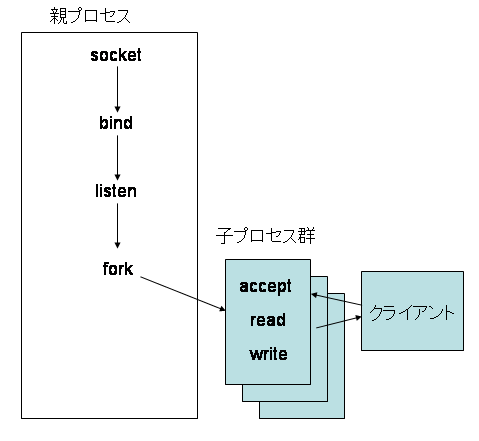 親プロセス
socket
bind
listen
fork
子プロセス群
accept
read
write
クライアント